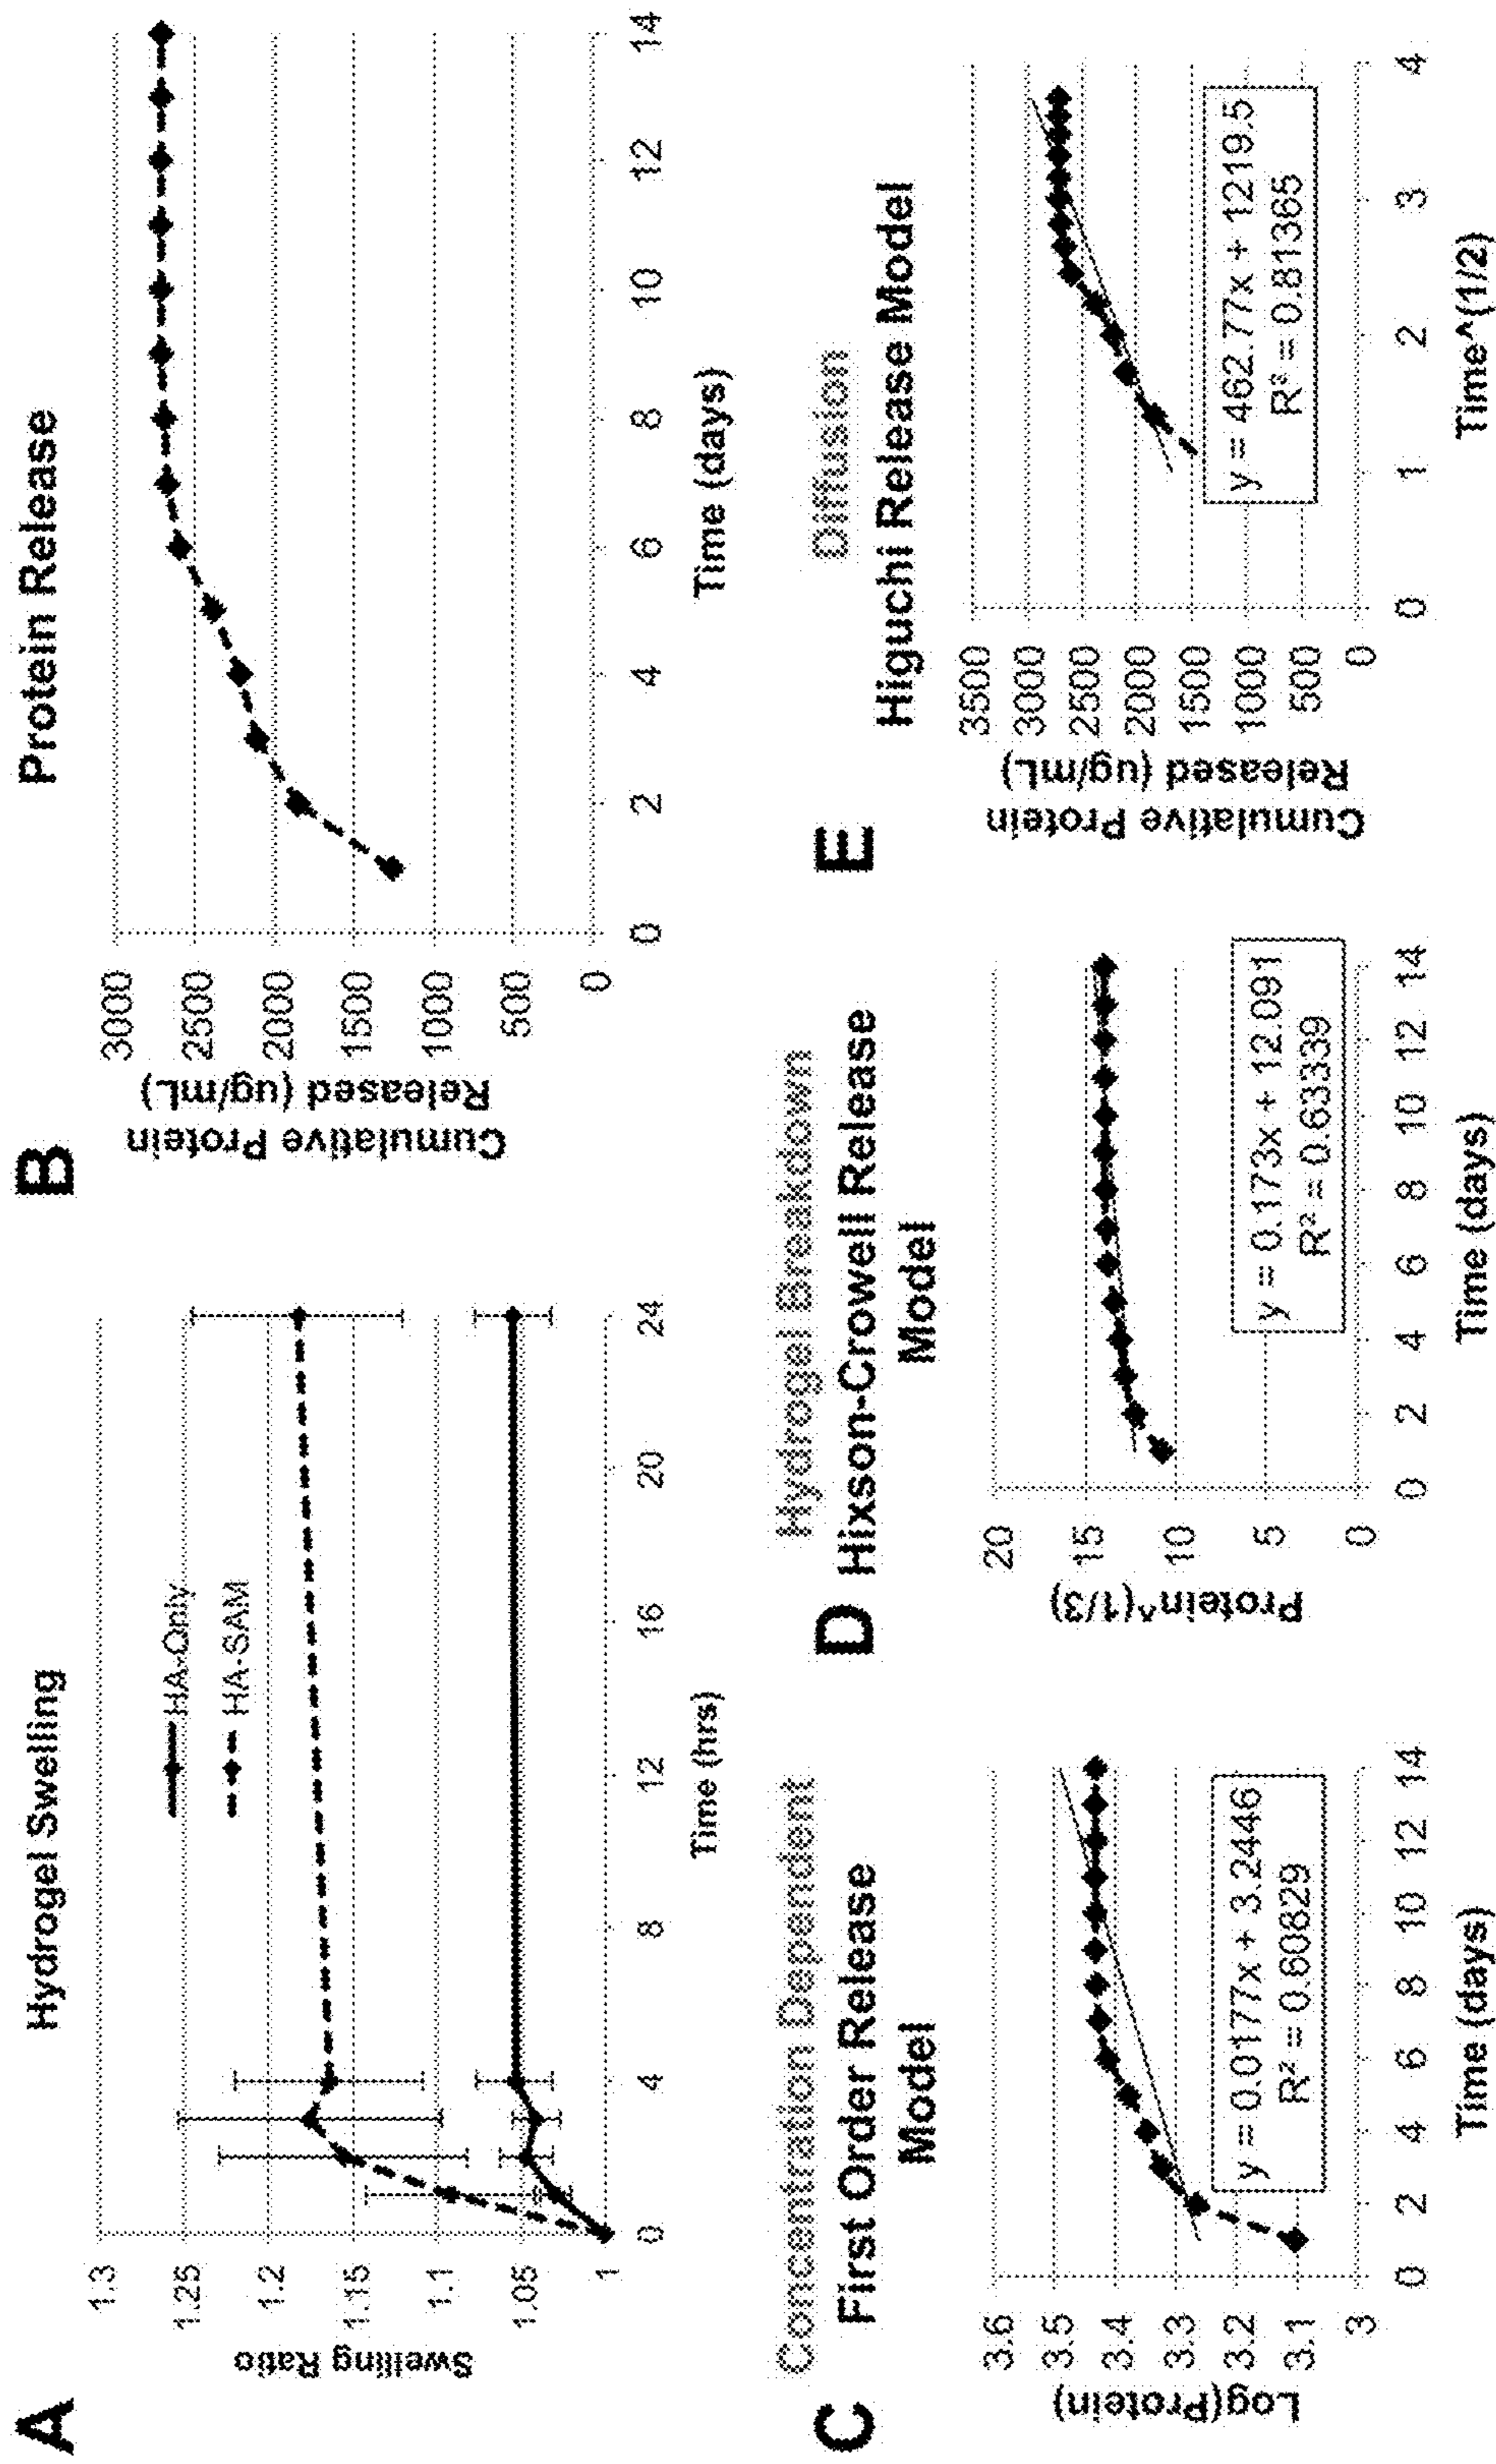 A
Hydrogel Swelling
Swelling Ratio
1.3
1.25
1.2
1.15
1.1
1.05
1
HA-Only
HA-SAM
0
4
8
12
16
20
24
Time (hrs)
B
Protein Release
Cumulative Protein
Released (ug/mL)
3000
2500
2000
1500
1000
500
0
0
2
4
6
8
10
12
14
Time (days)
C
Concentration Dependent
First Order Release
Model
Log(Protein)
3.6
3.5
3.4
3.3
3.2
3.1
3
y = 0.0177x + 3.2446
R² = 0.60829
0
2
4
6
8
10
12
14
Time (days)
D
Hydrogel Breakdown
Hixson-Crowell Release
Model
Protein^(1/3)
20
15
10
5
0
y = 0.173x + 12.091
R² = 0.63339
0
2
4
6
8
10
12
14
Time (days)
E
Diffusion
Higuchi Release Model
Cumulative Protein
Released (ug/mL)
3500
3000
2500
2000
1500
1000
500
0
y = 462.77x + 1219.5
R² = 0.81365
0
1
2
3
4
Time^(1/2)